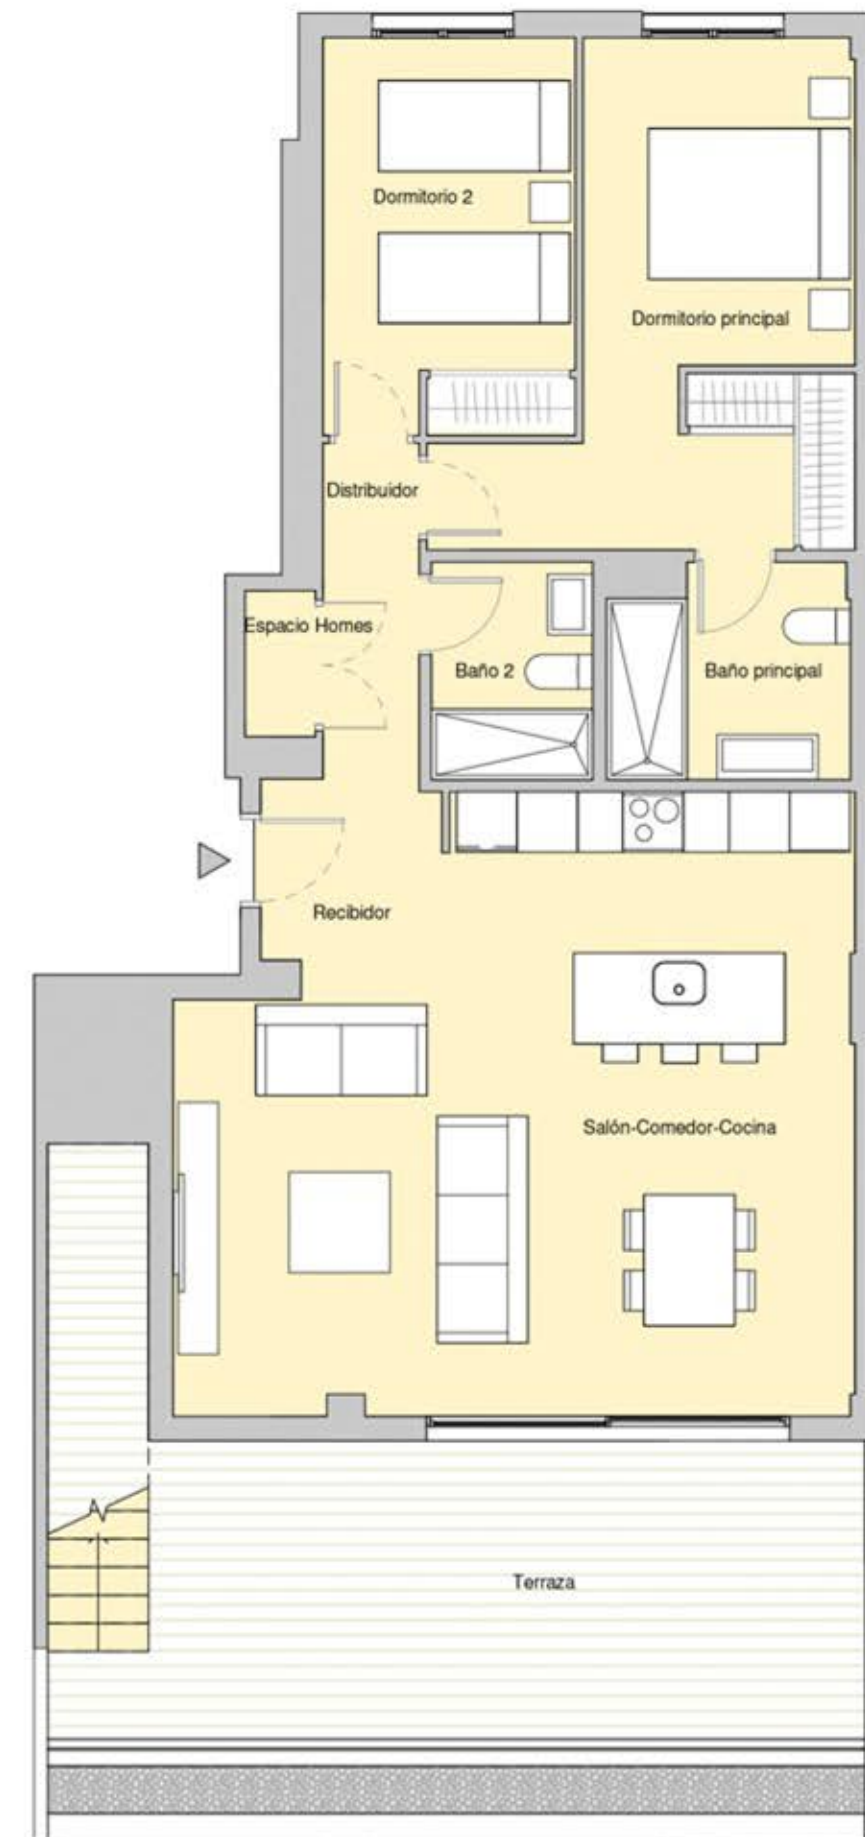 Dormitorio 2
Dormitorio principal
Distribuidor
Espacio Homes
Baño 2
Baño principal
Recibidor
Salón-Comedor-Cocina
Terraza